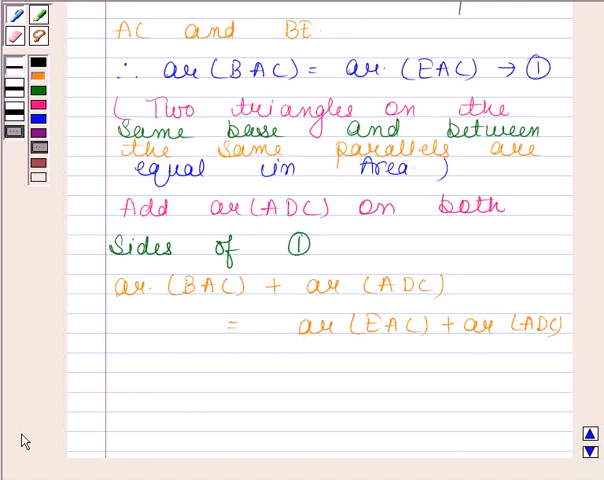 AC and BE
∴ ar (BAC) = ar. (EAC) → ①
( Two triangles on the
same base and between
the same parallels are
equal in Area )
Add ar (ADC) on both
Sides of ①
ar. (BAC) + ar (ADC)
= ar (EAC) + ar (ADC)